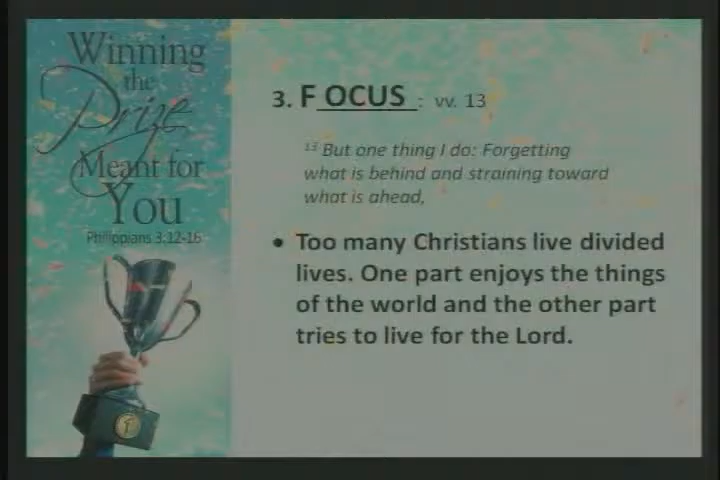 Winning
the
Prize
Meant for
You
Philippians 3:12-16
3. FOCUS : vv. 13
13 But one thing I do: Forgetting
what is behind and straining toward
what is ahead,
• Too many Christians live divided
lives. One part enjoys the things
of the world and the other part
tries to live for the Lord.